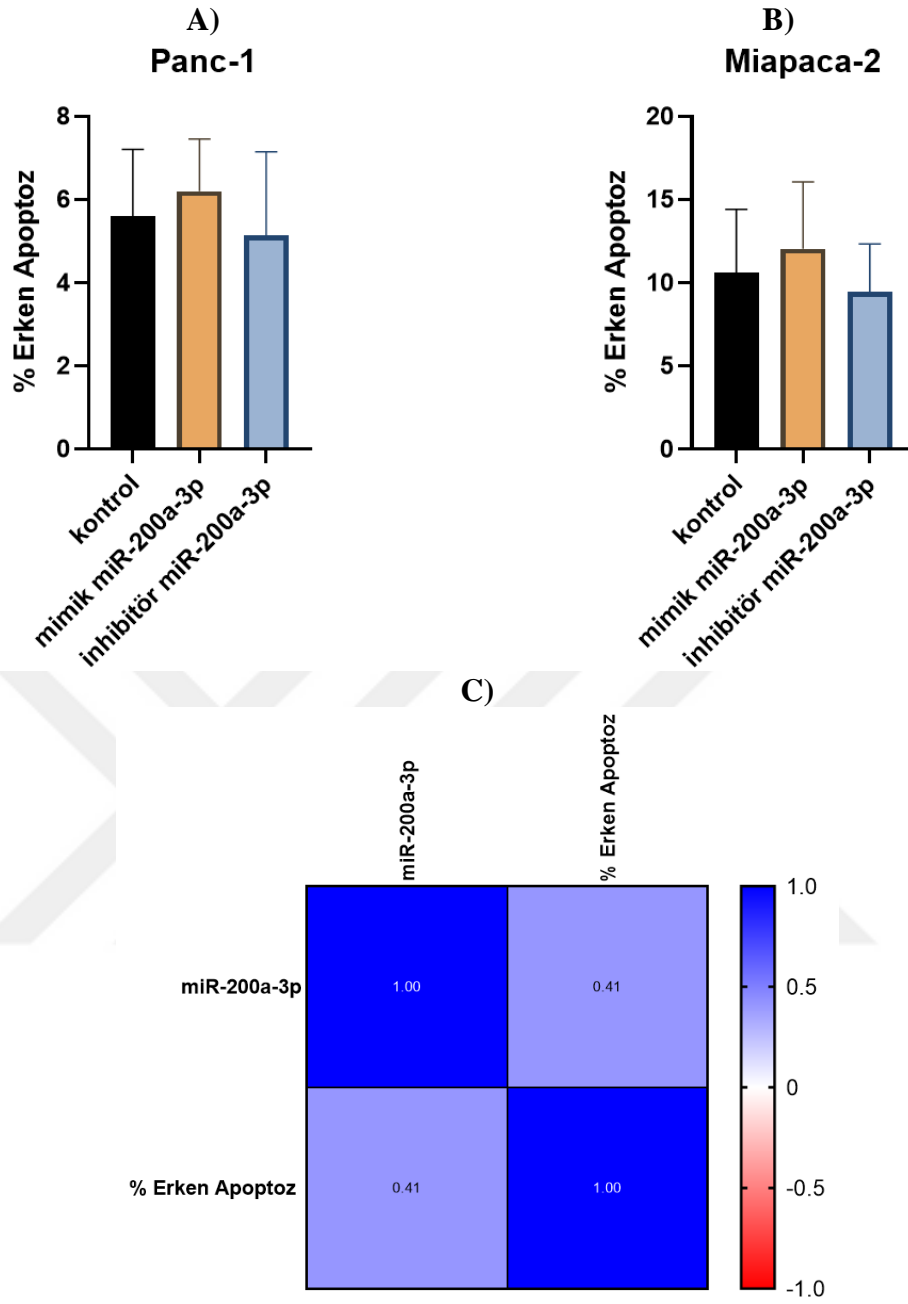 A)
Panc-1
% Erken Apoptoz
8
6
4
2
0
kontrol
mimik miR-200a-3p
inhibitör miR-200a-3p
B)
Miapaca-2
% Erken Apoptoz
20
15
10
5
0
kontrol
mimik miR-200a-3p
inhibitör miR-200a-3p
C)
miR-200a-3p
% Erken Apoptoz
miR-200a-3p
1.00
0.41
% Erken Apoptoz
0.41
1.00
1.0
0.5
0
-0.5
-1.0